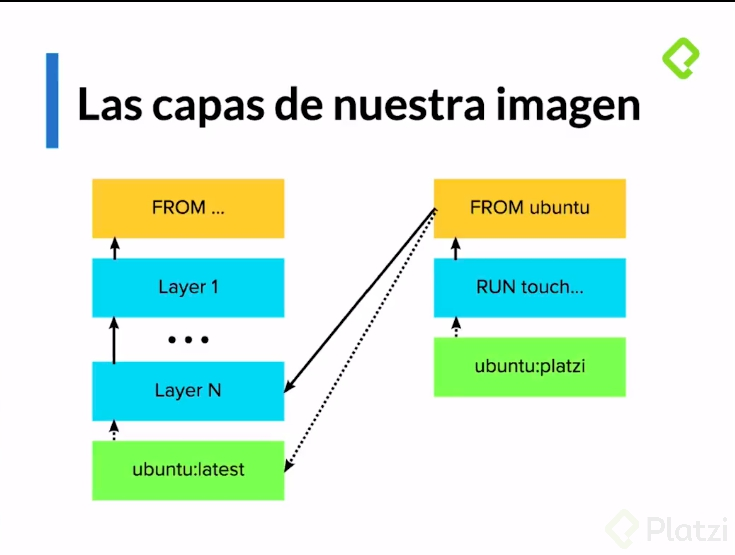 Las capas de nuestra imagen
FROM ...
Layer 1
...
Layer N
ubuntu:latest
FROM ubuntu
RUN touch...
ubuntu:platzi
Platzi